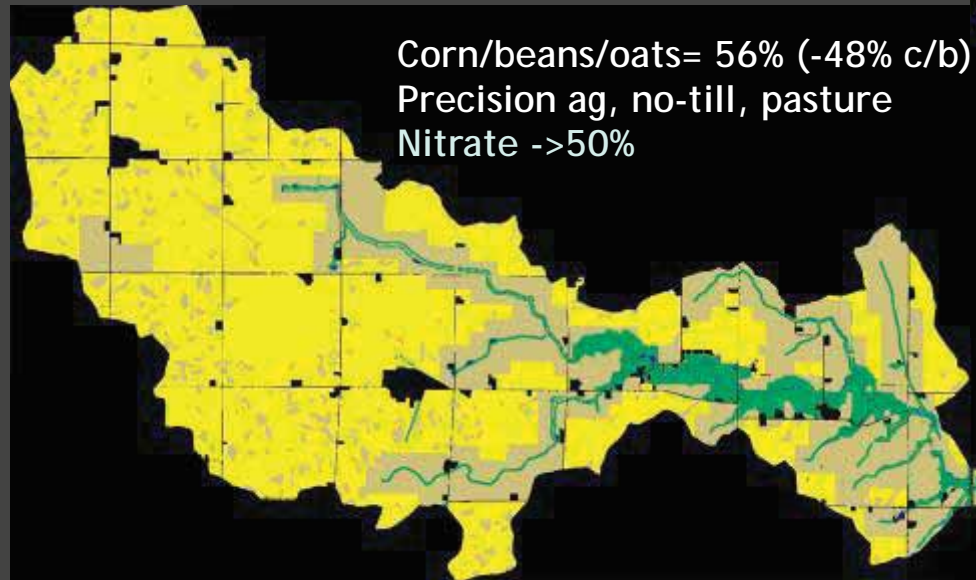 Corn/beans/oats= 56% (-48% c/b)
Precision ag, no-till, pasture
Nitrate ->50%